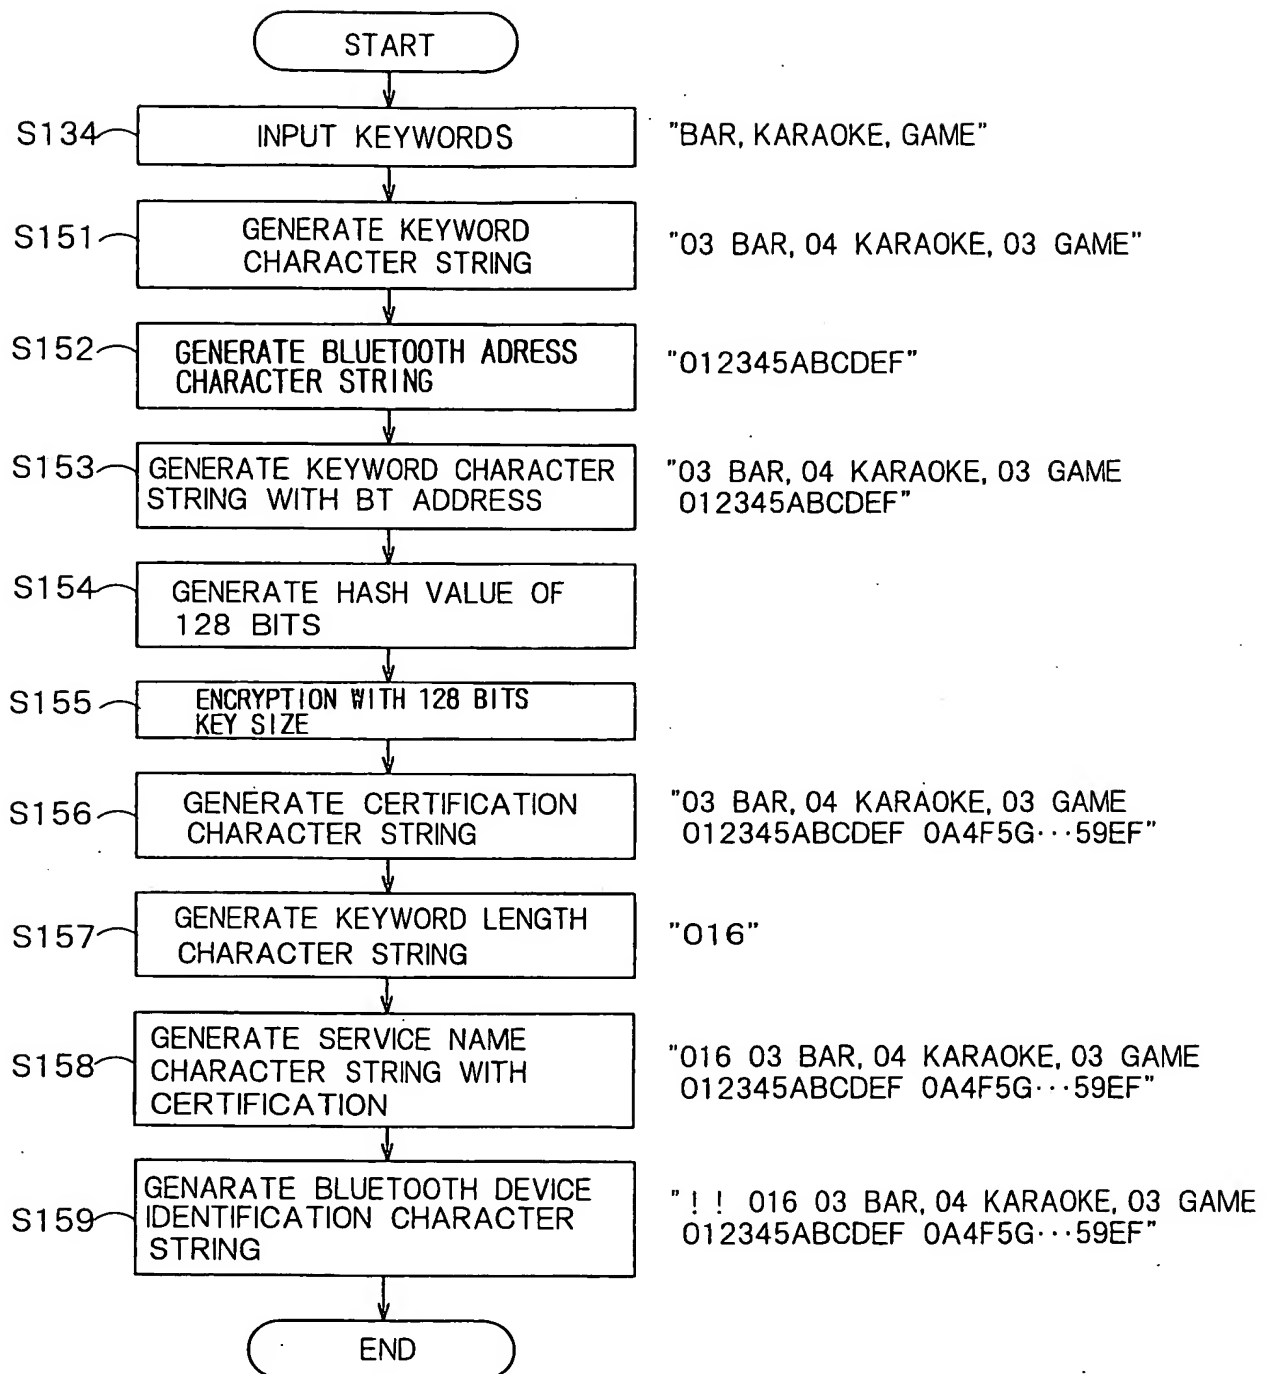 START
S134
INPUT KEYWORDS
"BAR, KARAOKE, GAME"
S151
GENERATE KEYWORD
CHARACTER STRING
"03 BAR, 04 KARAOKE, 03 GAME"
S152
GENERATE BLUETOOTH ADRESS
CHARACTER STRING
"012345ABCDEF"
S153
GENERATE KEYWORD CHARACTER
STRING WITH BT ADDRESS
"03 BAR, 04 KARAOKE, 03 GAME
012345ABCDEF"
S154
GENERATE HASH VALUE OF
128 BITS
S155
ENCRYPTION WITH 128 BITS
KEY SIZE
S156
GENERATE CERTIFICATION
CHARACTER STRING
"03 BAR, 04 KARAOKE, 03 GAME
012345ABCDEF 0A4F5G···59EF"
S157
GENERATE KEYWORD LENGTH
CHARACTER STRING
"016"
S158
GENERATE SERVICE NAME
CHARACTER STRING WITH
CERTIFICATION
"016 03 BAR, 04 KARAOKE, 03 GAME
012345ABCDEF 0A4F5G···59EF"
S159
GENARATE BLUETOOTH DEVICE
IDENTIFICATION CHARACTER
STRING
"! ! 016 03 BAR, 04 KARAOKE, 03 GAME
012345ABCDEF 0A4F5G···59EF"
END